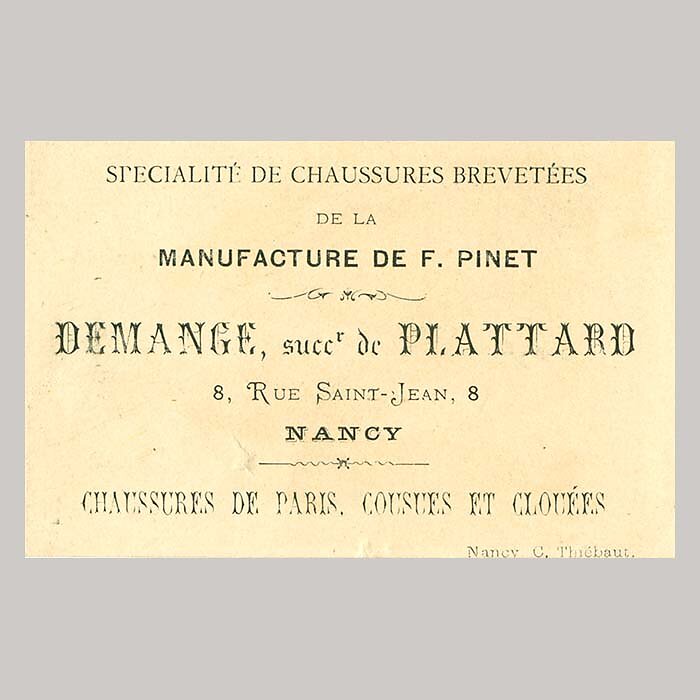 SPECIALITÉ DE CHAUSSURES BREVETÉES
DE LA
MANUFACTURE DE F. PINET
DEMANGE, succr de PLATTARD
8, RUE SAINT-JEAN, 8
NANCY
CHAUSSURES DE PARIS, COUSUES ET CLOUÉES
Nancy C. Thiébaut.